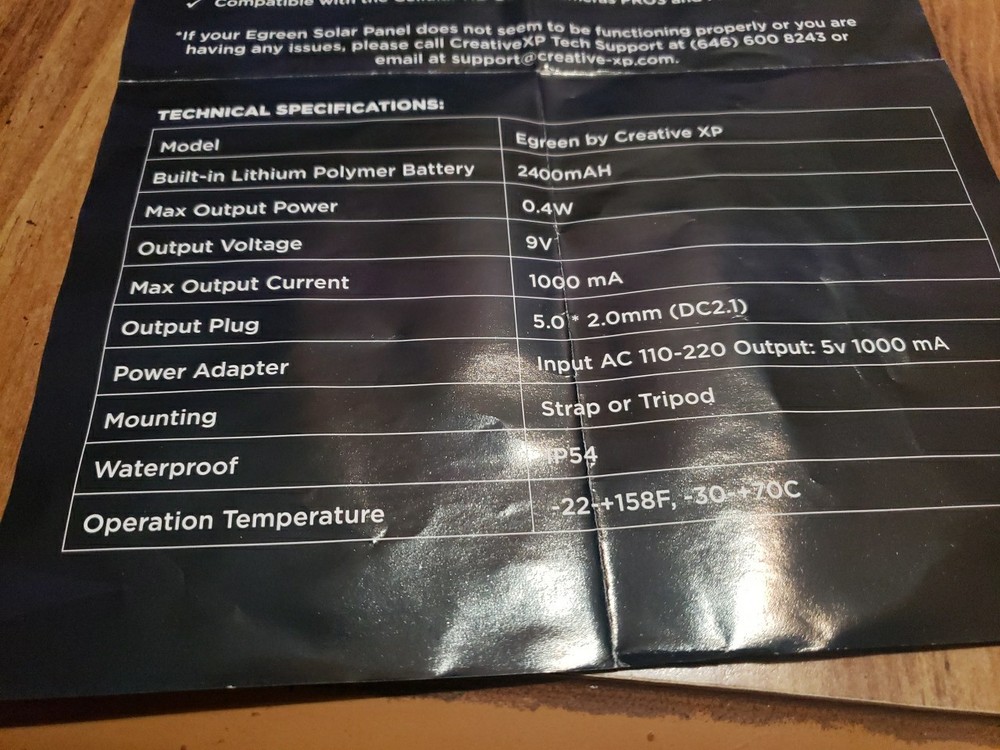 ✓ Compatible with the Cellular
*If your Egreen Solar Panel does not seem to be functioning properly or you are
having any issues, please call CreativeXP Tech Support at (646) 600 8243 or
email at support@creative-xp.com.
TECHNICAL SPECIFICATIONS:
Model Egreen by Creative XP
Built-in Lithium Polymer Battery 2400mAH
Max Output Power 0.4W
Output Voltage 9V
Max Output Current 1000 mA
Output Plug 5.0 * 2.0mm (DC2.1)
Power Adapter Input AC 110-220 Output: 5v 1000 mA
Mounting Strap or Tripod
Waterproof IP54
Operation Temperature -22-+158F, -30-+70C